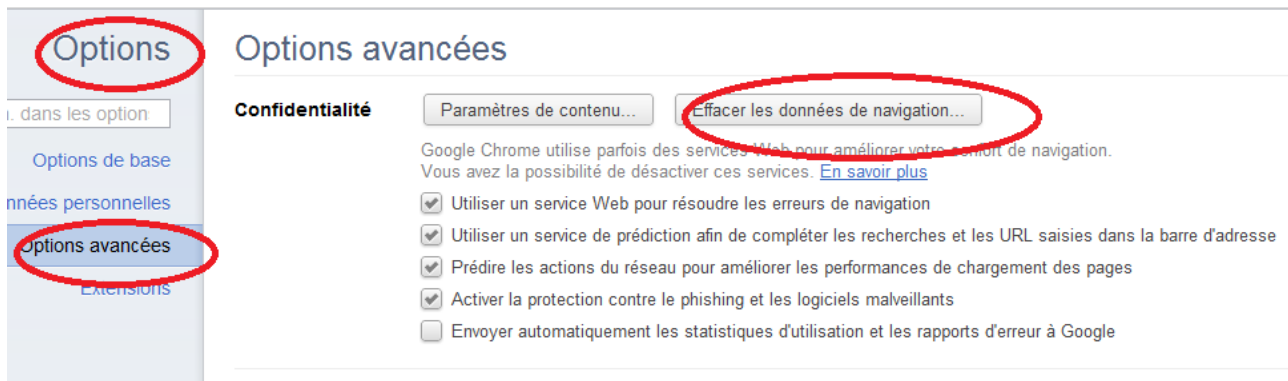 Options
. dans les option
Options de base
nnées personnelles
Options avancées
Extensions
Options avancées
Confidentialité
Paramètres de contenu...
Effacer les données de navigation...
Google Chrome utilise parfois des services Web pour améliorer votre confort de navigation.
Vous avez la possibilité de désactiver ces services. En savoir plus
Utiliser un service Web pour résoudre les erreurs de navigation
Utiliser un service de prédiction afin de compléter les recherches et les URL saisies dans la barre d'adresse
Prédire les actions du réseau pour améliorer les performances de chargement des pages
Activer la protection contre le phishing et les logiciels malveillants
Envoyer automatiquement les statistiques d'utilisation et les rapports d'erreur à Google